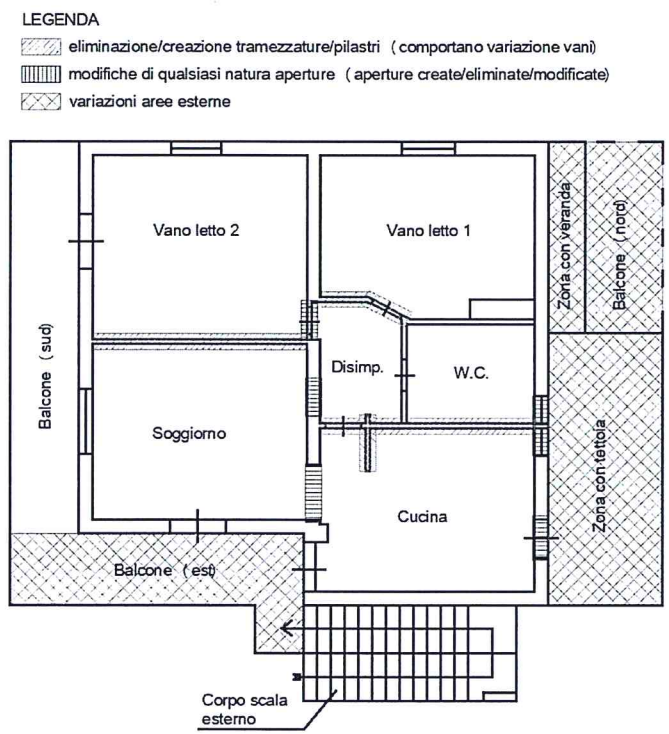 LEGENDA
eliminazione/creazione tramezzature/pilastri ( comportano variazione vani)
modifiche di qualsiasi natura aperture ( aperture create/eliminate/modificate)
variazioni aree esterne
Vano letto 2
Vano letto 1
Zona con veranda
Balcone ( nord)
Balcone ( sud)
Disimp.
W.C.
Soggiorno
Zona con tettoia
Cucina
Balcone ( est)
Corpo scala
esterno